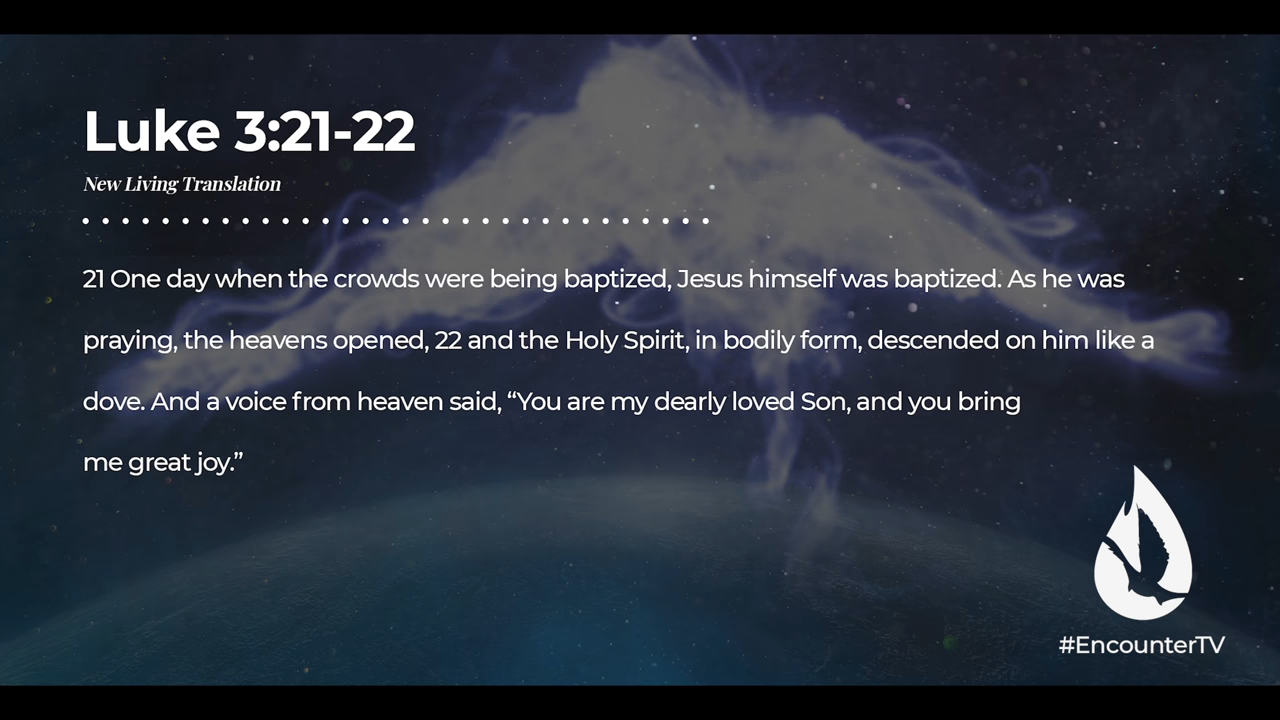 Luke 3:21-22
New Living Translation
21 One day when the crowds were being baptized, Jesus himself was baptized. As he was
praying, the heavens opened, 22 and the Holy Spirit, in bodily form, descended on him like a
dove. And a voice from heaven said, “You are my dearly loved Son, and you bring
me great joy.”
#EncounterTV